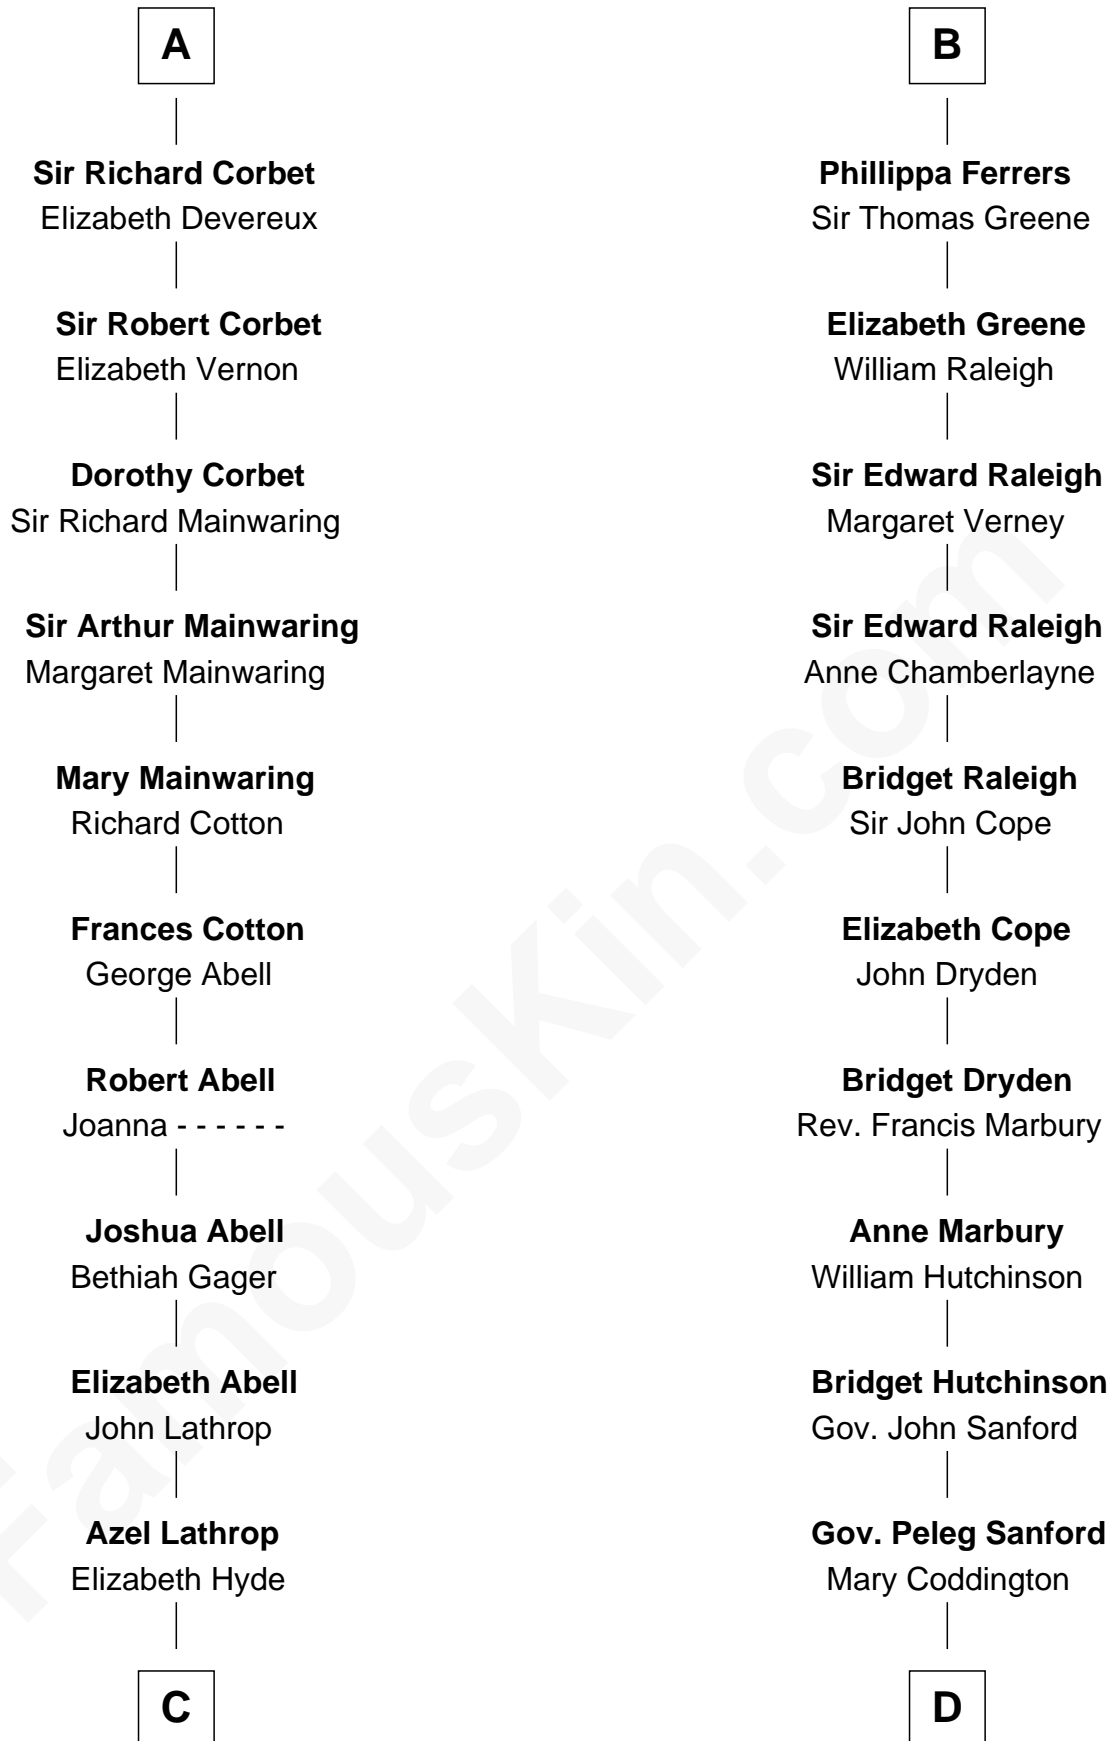 A
Sir Richard Corbet
Elizabeth Devereux
Sir Robert Corbet
Elizabeth Vernon
Dorothy Corbet
Sir Richard Mainwaring
Sir Arthur Mainwaring
Margaret Mainwaring
Mary Mainwaring
Richard Cotton
Frances Cotton
George Abell
Robert Abell
Joanna - - - - - -
Joshua Abell
Bethiah Gager
Elizabeth Abell
John Lathrop
Azel Lathrop
Elizabeth Hyde
C
B
Phillippa Ferrers
Sir Thomas Greene
Elizabeth Greene
William Raleigh
Sir Edward Raleigh
Margaret Verney
Sir Edward Raleigh
Anne Chamberlayne
Bridget Raleigh
Sir John Cope
Elizabeth Cope
John Dryden
Bridget Dryden
Rev. Francis Marbury
Anne Marbury
William Hutchinson
Bridget Hutchinson
Gov. John Sanford
Gov. Peleg Sanford
Mary Coddington
D
FamousKin.com